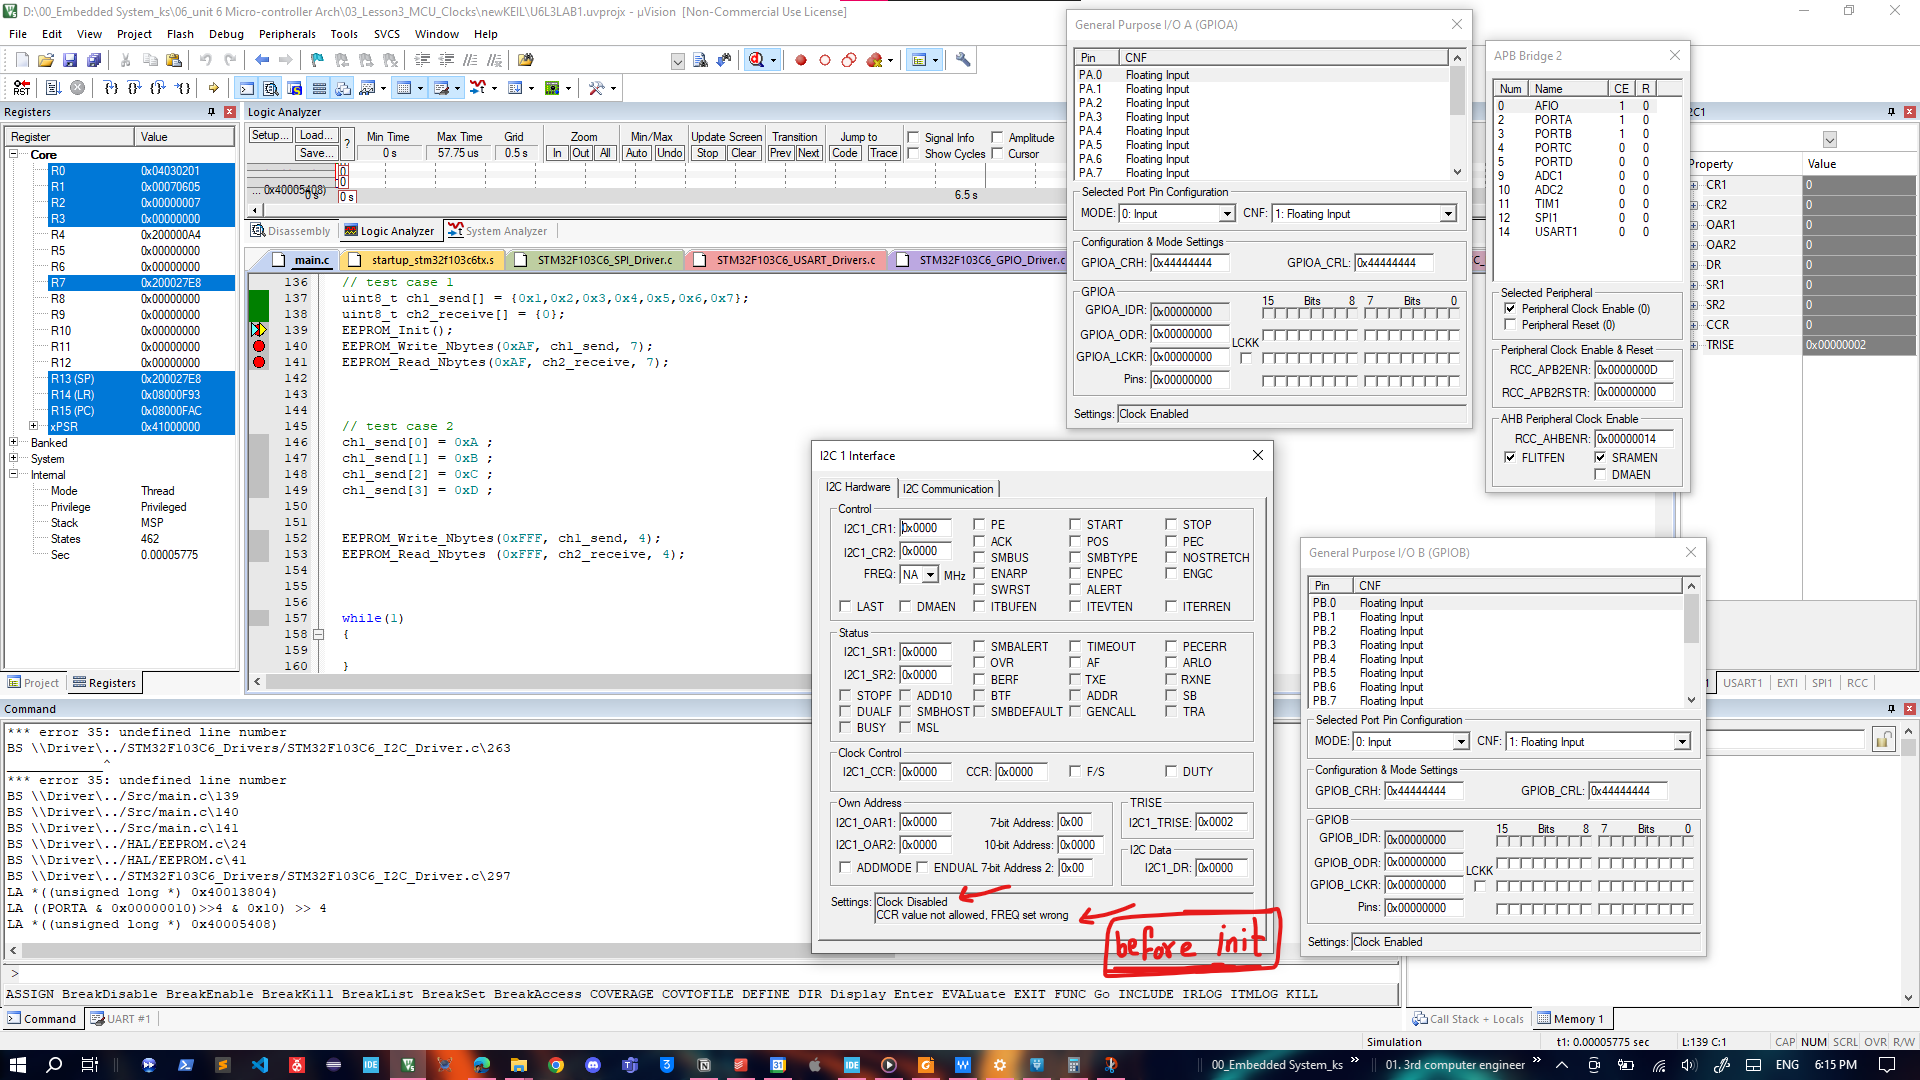 D:\00_Embedded System_ks\06_unit 6 Micro-controller Arch\03_Lesson3_MCU_Clocks\newKEIL\U6L3LAB1.uvprojx - µVision [Non-Commercial Use License]
File Edit View Project Flash Debug Peripherals Tools SVCS Window Help
Registers
Register Value
Core
R0 0x04030201
R1 0x00070605
R2 0x00000007
R3 0x00000000
R4 0x200000A4
R5 0x00000000
R6 0x00000000
R7 0x200027E8
R8 0x00000000
R9 0x00000000
R10 0x00000000
R11 0x00000000
R12 0x00000000
R13 (SP) 0x200027E8
R14 (LR) 0x08000F93
R15 (PC) 0x08000FAC
xPSR 0x41000000
Banked
System
Internal
Mode Thread
Privilege Privileged
Stack MSP
States 462
Sec 0.00005775
Project Registers
Logic Analyzer
Setup... Load... Save... ?
Min Time 0 s
Max Time 57.75 us
Grid 0.5 s
Zoom In Out All
Min/Max Auto Undo
Update Screen Stop Clear
Transition Prev Next
Jump to Code Trace
Signal Info Amplitude
Show Cycles Cursor
... 0x40005408)
0 s 0 s 6.5 s
Disassembly Logic Analyzer System Analyzer
main.c startup_stm32f103c6tx.s STM32F103C6_SPI_Driver.c STM32F103C6_USART_Drivers.c STM32F103C6_GPIO_Driver.c
136 // test case 1
137 uint8_t ch1_send[] = {0x1,0x2,0x3,0x4,0x5,0x6,0x7};
138 uint8_t ch2_receive[] = {0};
139 EEPROM_Init();
140 EEPROM_Write_Nbytes(0xAF, ch1_send, 7);
141 EEPROM_Read_Nbytes(0xAF, ch2_receive, 7);
142
143
144
145 // test case 2
146 ch1_send[0] = 0xA ;
147 ch1_send[1] = 0xB ;
148 ch1_send[2] = 0xC ;
149 ch1_send[3] = 0xD ;
150
151
152 EEPROM_Write_Nbytes(0xFFF, ch1_send, 4);
153 EEPROM_Read_Nbytes (0xFFF, ch2_receive, 4);
154
155
156
157 while(1)
158 {
159
160 }
General Purpose I/O A (GPIOA)
Pin CNF
PA.0 Floating Input
PA.1 Floating Input
PA.2 Floating Input
PA.3 Floating Input
PA.4 Floating Input
PA.5 Floating Input
PA.6 Floating Input
PA.7 Floating Input
Selected Port Pin Configuration
MODE: 0: Input CNF: 1: Floating Input
Configuration & Mode Settings
GPIOA_CRH: 0x44444444 GPIOA_CRL: 0x44444444
GPIOA
15 Bits 8 7 Bits 0
GPIOA_IDR: 0x00000000
GPIOA_ODR: 0x00000000
LCKK
GPIOA_LCKR: 0x00000000
Pins: 0x00000000
Settings: Clock Enabled
APB Bridge 2
Num Name CE R
0 AFIO 1 0
2 PORTA 1 0
3 PORTB 1 0
4 PORTC 0 0
5 PORTD 0 0
9 ADC1 0 0
10 ADC2 0 0
11 TIM1 0 0
12 SPI1 0 0
14 USART1 0 0
Selected Peripheral
Peripheral Clock Enable (0)
Peripheral Reset (0)
Peripheral Clock Enable & Reset
RCC_APB2ENR: 0x0000000D
RCC_APB2RSTR: 0x00000000
AHB Peripheral Clock Enable
RCC_AHBENR: 0x00000014
FLITFEN SRAMEN
DMAEN
2C1
Property Value
CR1 0
CR2 0
OAR1 0
OAR2 0
DR 0
SR1 0
SR2 0
CCR 0
TRISE 0x00000002
USART1 EXTI SPI1 RCC
I2C 1 Interface
I2C Hardware I2C Communication
Control
I2C1_CR1: 0x0000 PE START STOP
ACK POS PEC
I2C1_CR2: 0x0000 SMBUS SMBTYPE NOSTRETCH
FREQ: NA MHz ENARP ENPEC ENGC
SWRST ALERT
LAST DMAEN ITBUFEN ITEVTEN ITERREN
Status
I2C1_SR1: 0x0000 SMBALERT TIMEOUT PECERR
OVR AF ARLO
I2C1_SR2: 0x0000 BERF TXE RXNE
STOPF ADD10 BTF ADDR SB
DUALF SMBHOST SMBDEFAULT GENCALL TRA
BUSY MSL
Clock Control
I2C1_CCR: 0x0000 CCR: 0x0000 F/S DUTY
Own Address
I2C1_OAR1: 0x0000 7-bit Address: 0x00
I2C1_OAR2: 0x0000 10-bit Address: 0x0000
ADDMODE ENDUAL 7-bit Address 2: 0x00
TRISE
I2C1_TRISE: 0x0002
I2C Data
I2C1_DR: 0x0000
Settings: Clock Disabled
CCR value not allowed, FREQ set wrong
before init
General Purpose I/O B (GPIOB)
Pin CNF
PB.0 Floating Input
PB.1 Floating Input
PB.2 Floating Input
PB.3 Floating Input
PB.4 Floating Input
PB.5 Floating Input
PB.6 Floating Input
PB.7 Floating Input
Selected Port Pin Configuration
MODE: 0: Input CNF: 1: Floating Input
Configuration & Mode Settings
GPIOB_CRH: 0x44444444 GPIOB_CRL: 0x44444444
GPIOB
15 Bits 8 7 Bits 0
GPIOB_IDR: 0x00000000
GPIOB_ODR: 0x00000000
LCKK
GPIOB_LCKR: 0x00000000
Pins: 0x00000000
Settings: Clock Enabled
Command
*** error 35: undefined line number
BS \\Driver\../STM32F103C6_Drivers/STM32F103C6_I2C_Driver.c\263
^
*** error 35: undefined line number
BS \\Driver\../Src/main.c\139
BS \\Driver\../Src/main.c\140
BS \\Driver\../Src/main.c\141
BS \\Driver\../HAL/EEPROM.c\24
BS \\Driver\../HAL/EEPROM.c\41
BS \\Driver\../STM32F103C6_Drivers/STM32F103C6_I2C_Driver.c\297
LA *((unsigned long *) 0x40013804)
LA ((PORTA & 0x00000010)>>4 & 0x10) >> 4
LA *((unsigned long *) 0x40005408)
>
ASSIGN BreakDisable BreakEnable BreakKill BreakList BreakSet BreakAccess COVERAGE COVTOFILE DEFINE DIR Display Enter EVALuate EXIT FUNC Go INCLUDE IRLOG ITMLOG KILL
Command UART #1
Call Stack + Locals Memory 1
Simulation t1: 0.00005775 sec L:139 C:1 CAP NUM SCRL OVR R/W
00_Embedded System_ks 01. 3rd computer engineer ENG 6:15 PM